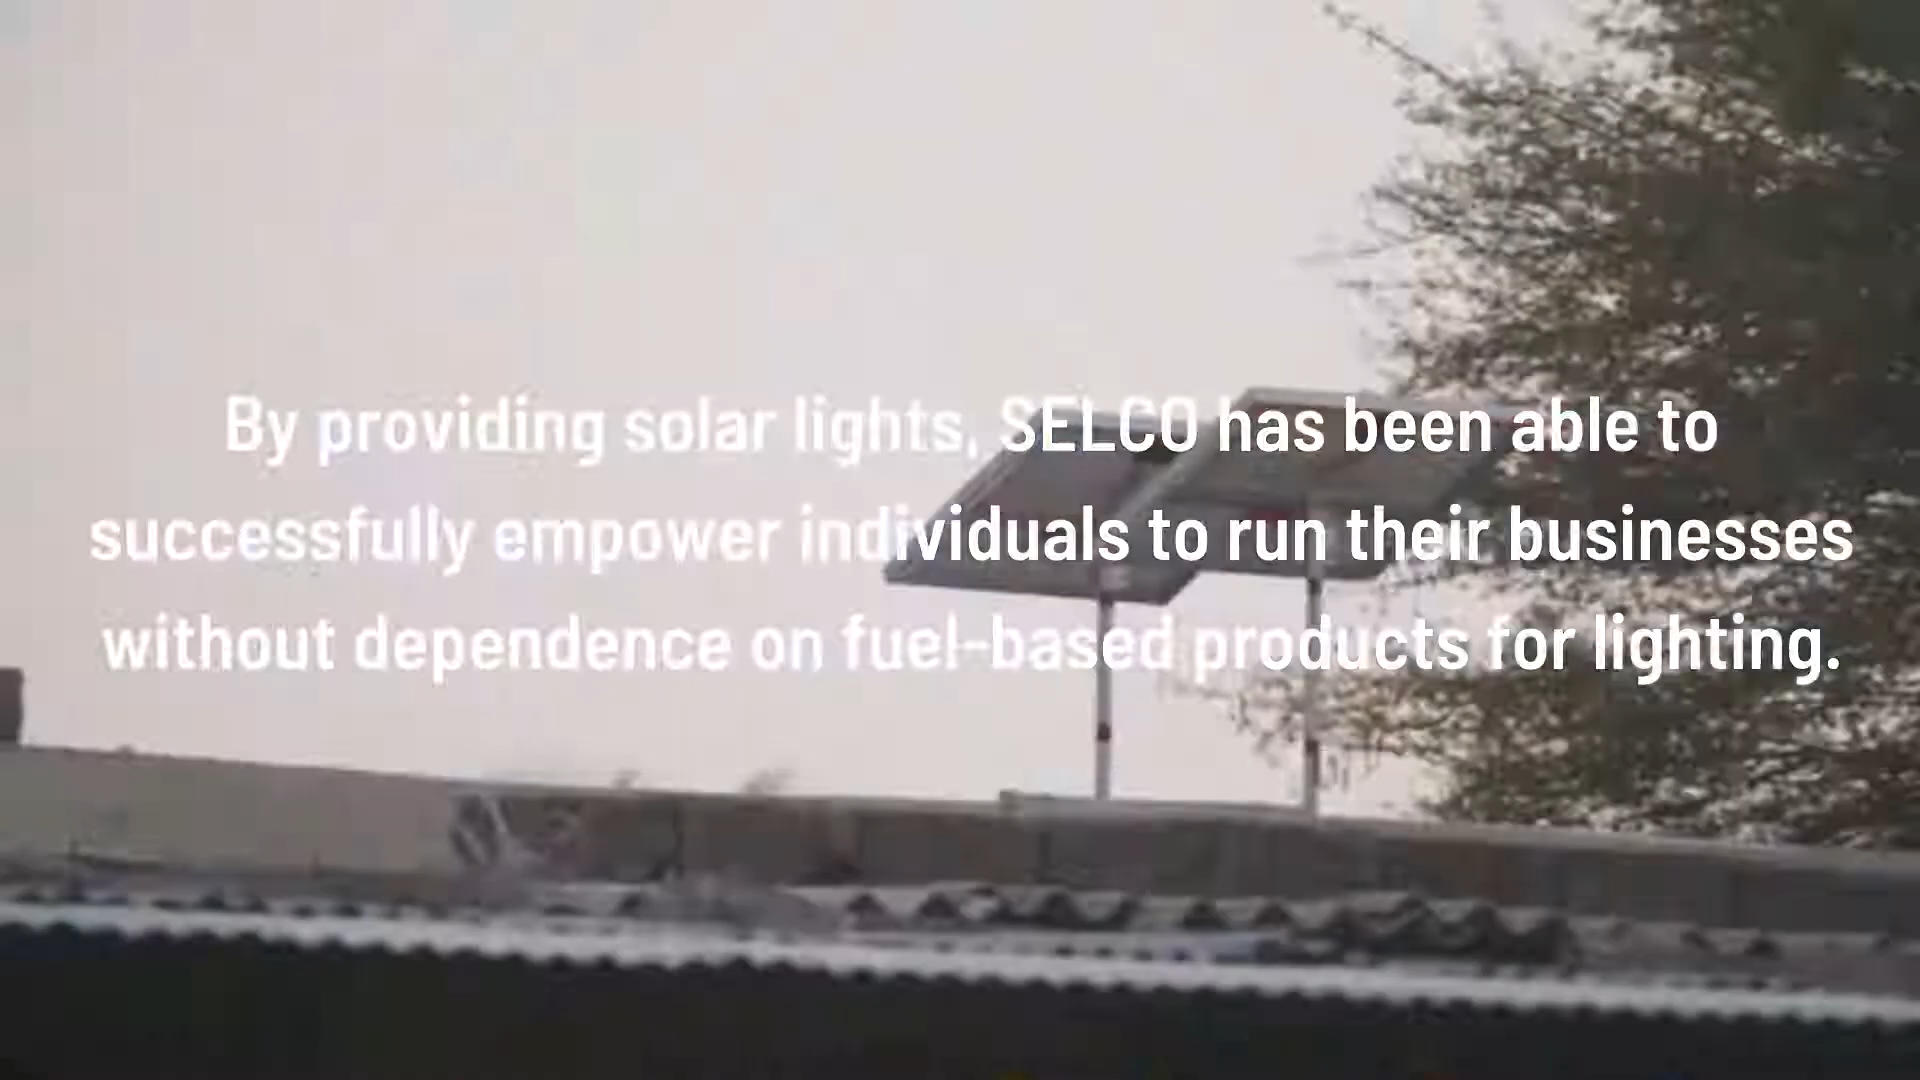 By providing solar lights, SELCO has been able to
successfully empower individuals to run their businesses
without dependence on fuel-based products for lighting.